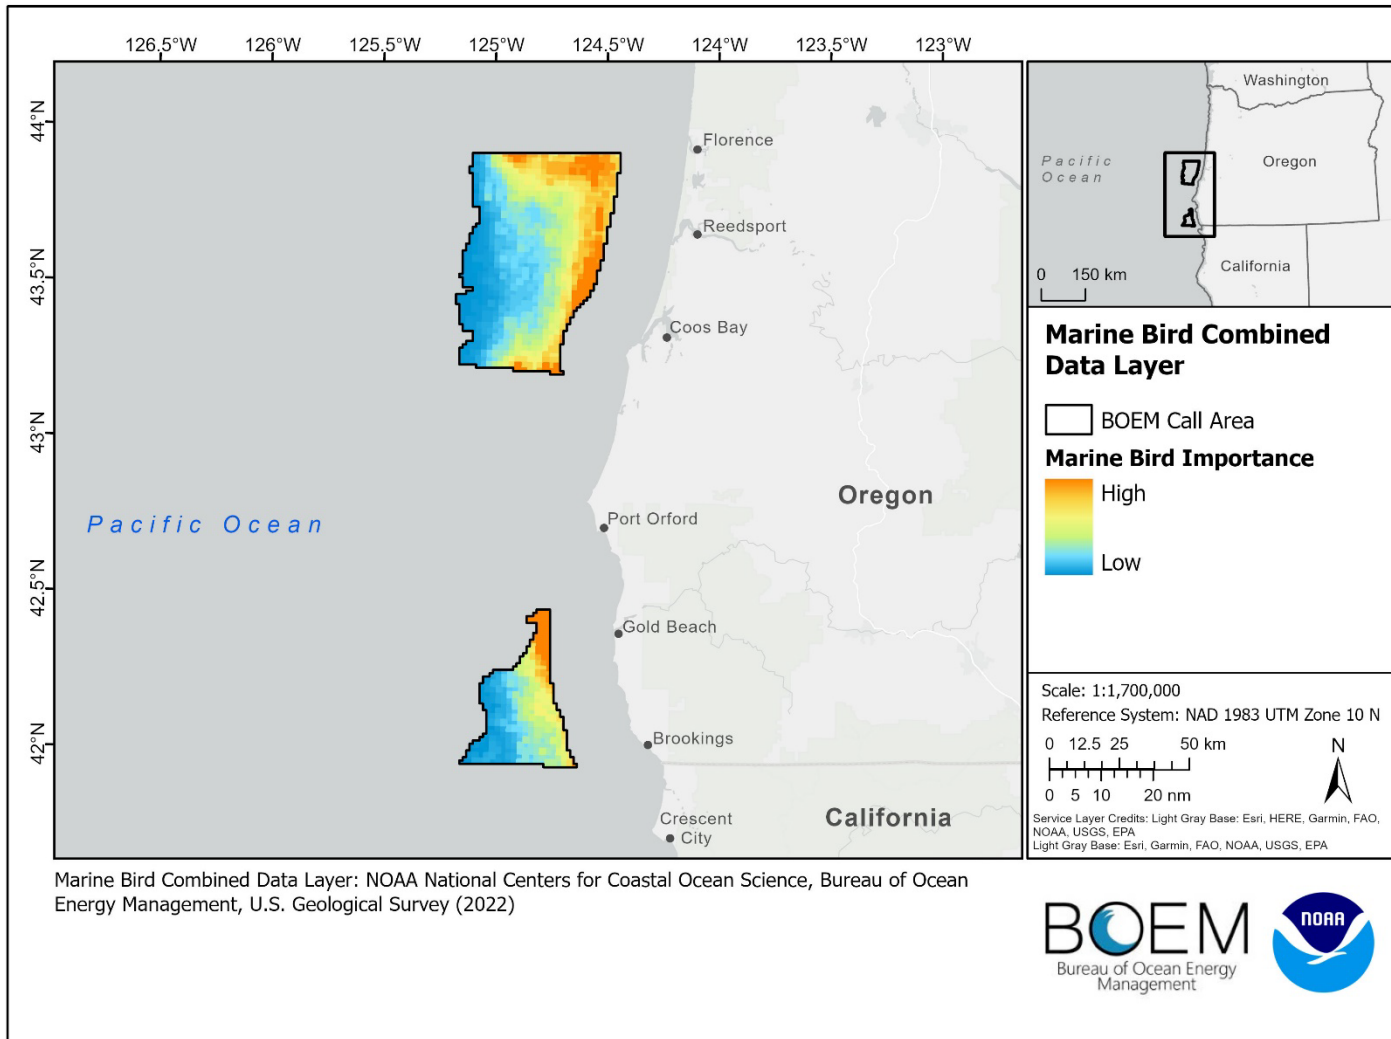 126.5°W 126°W 125.5°W 125°W 124.5°W 124°W 123.5°W 123°W
44°N
43.5°N
43°N
42.5°N
42°N
Florence
Reedsport
Coos Bay
Oregon
Port Orford
Pacific Ocean
Gold Beach
Brookings
California
Crescent
City
Washington
Pacific
Ocean
Oregon
California
0 150 km
Marine Bird Combined
Data Layer
BOEM Call Area
Marine Bird Importance
High
Low
Scale: 1:1,700,000
Reference System: NAD 1983 UTM Zone 10 N
0 12.5 25 50 km
N
0 5 10 20 nm
Service Layer Credits: Light Gray Base: Esri, HERE, Garmin, FAO,
NOAA, USGS, EPA
Light Gray Base: Esri, Garmin, FAO, NOAA, USGS, EPA
Marine Bird Combined Data Layer: NOAA National Centers for Coastal Ocean Science, Bureau of Ocean
Energy Management, U.S. Geological Survey (2022)
BOEM
Bureau of Ocean Energy
Management
NOAA